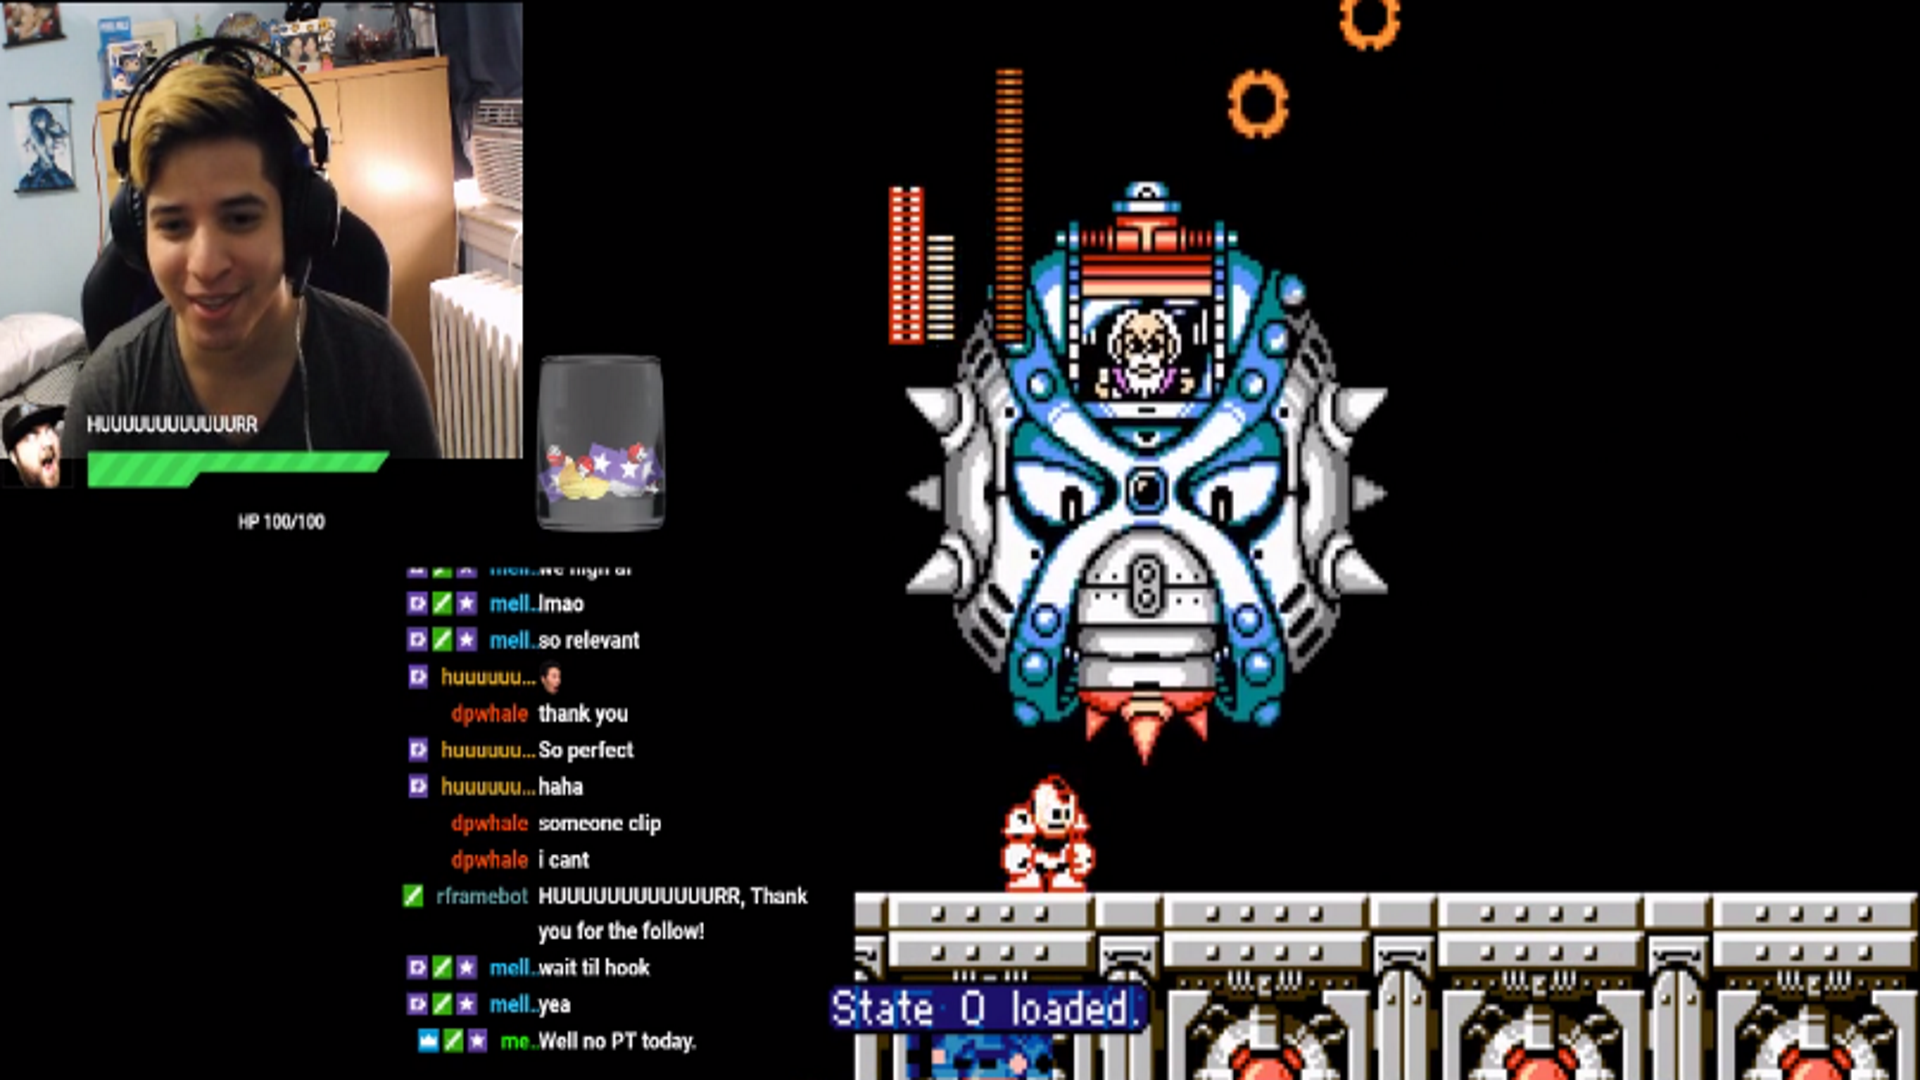 HUUUUUUUUUUUURR
HP 100/100
mell..lmao
mell..so relevant
huuuuuu...
dpwhale thank you
huuuuuu...So perfect
huuuuuu...haha
dpwhale someone clip
dpwhale i cant
rframebot HUUUUUUUUUUUURR, Thank
you for the follow!
mell..wait til hook
mell..yea
me..Well no PT today.
State 0 loaded.